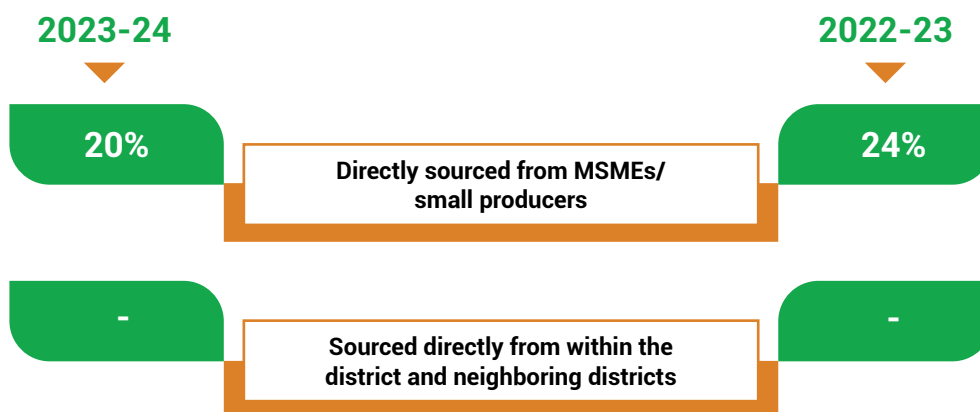 2023-24
2022-23
20%
Directly sourced from MSMEs/
small producers
24%
-
Sourced directly from within the
district and neighboring districts
-